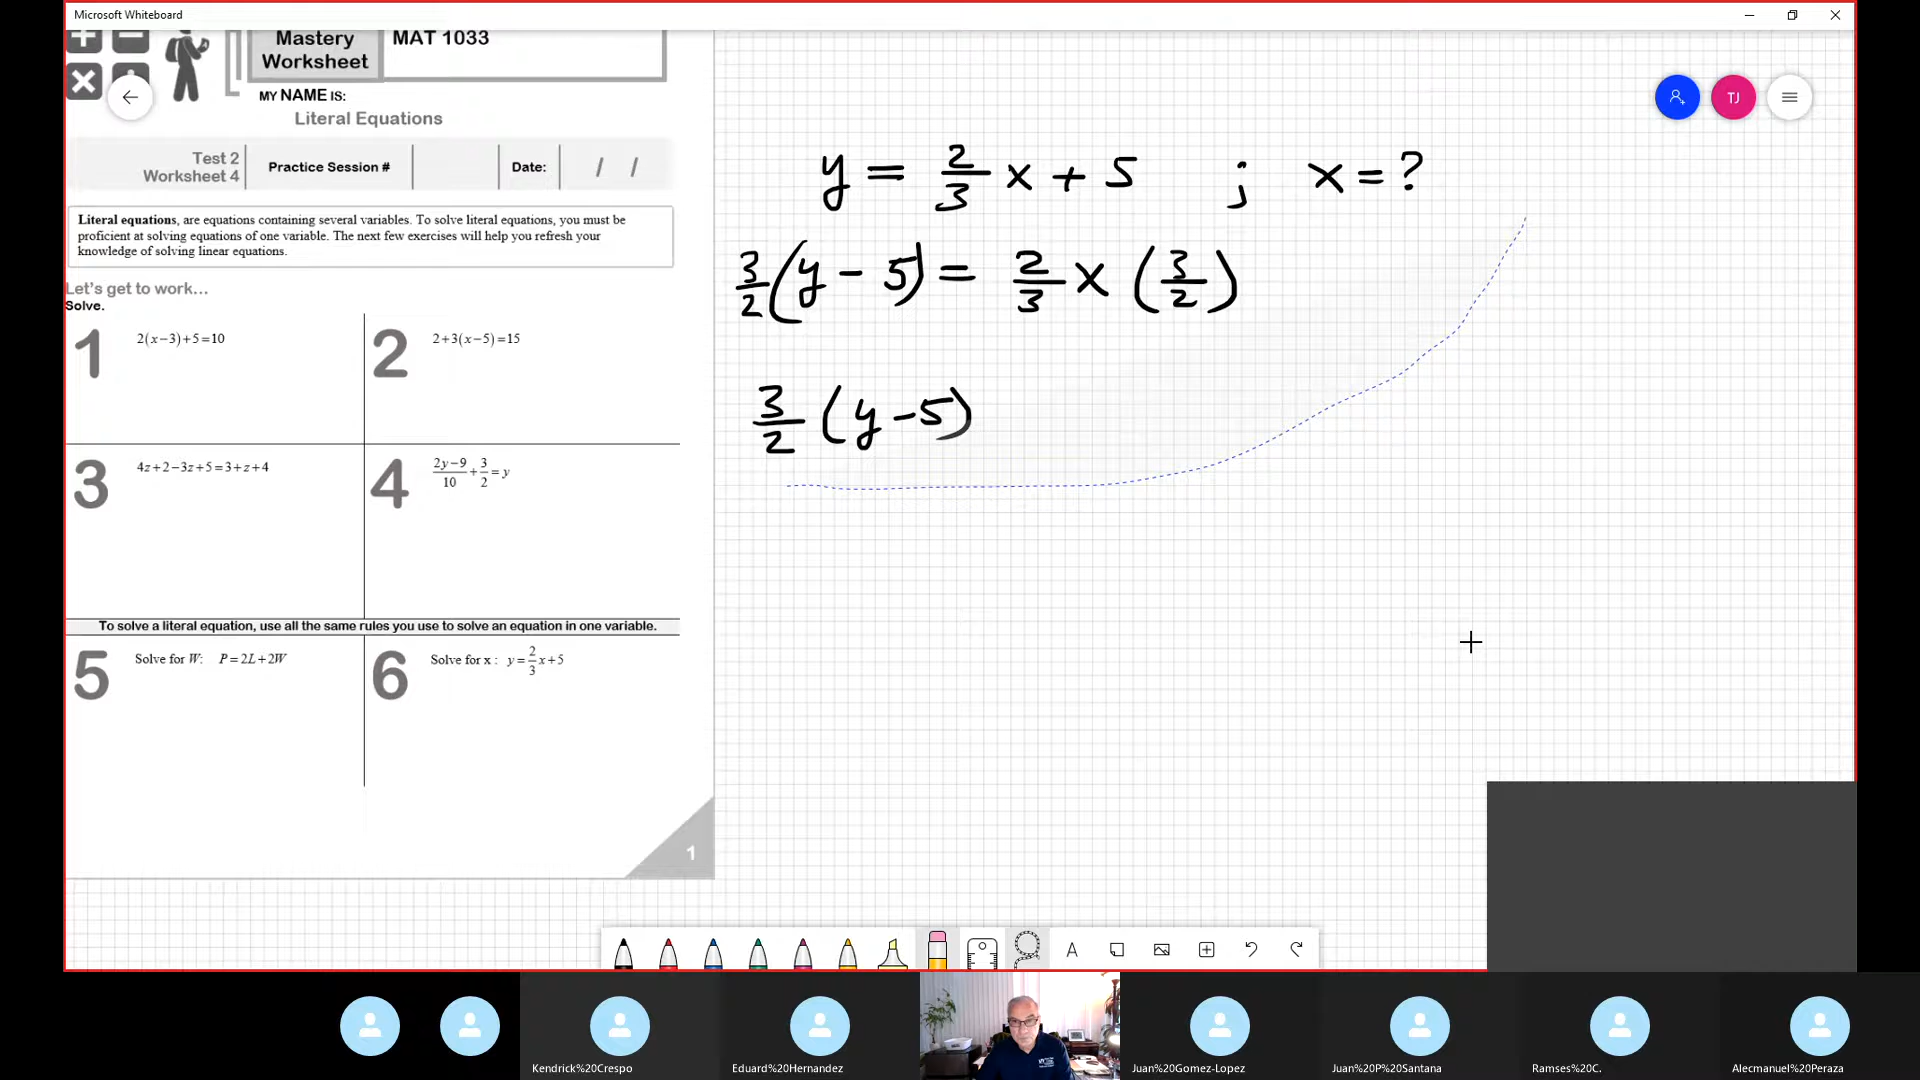 Microsoft Whiteboard
Mastery
Worksheet
MAT 1033
MY NAME IS:
Literal Equations
Test 2
Worksheet 4
Practice Session #
Date:
/ /
Literal equations, are equations containing several variables. To solve literal equations, you must be
proficient at solving equations of one variable. The next few exercises will help you refresh your
knowledge of solving linear equations.
Let's get to work...
Solve.
1 2(x−3)+5=10
2 2+3(x−5)=15
3 4z+2−3z+5=3+z+4
4 (2y−9)/10 + 3/2 = y
To solve a literal equation, use all the same rules you use to solve an equation in one variable.
5 Solve for W: P=2L+2W
6 Solve for x : y=2/3x+5
1
y = 2/3 x + 5 ; x = ?
3/2 (y − 5) = 2/3 x (3/2)
3/2 (y − 5)
TJ
A
Kendrick%20Crespo
Eduard%20Hernandez
Juan%20Gomez-Lopez
Juan%20P%20Santana
Ramses%20C.
Alecmanuel%20Peraza